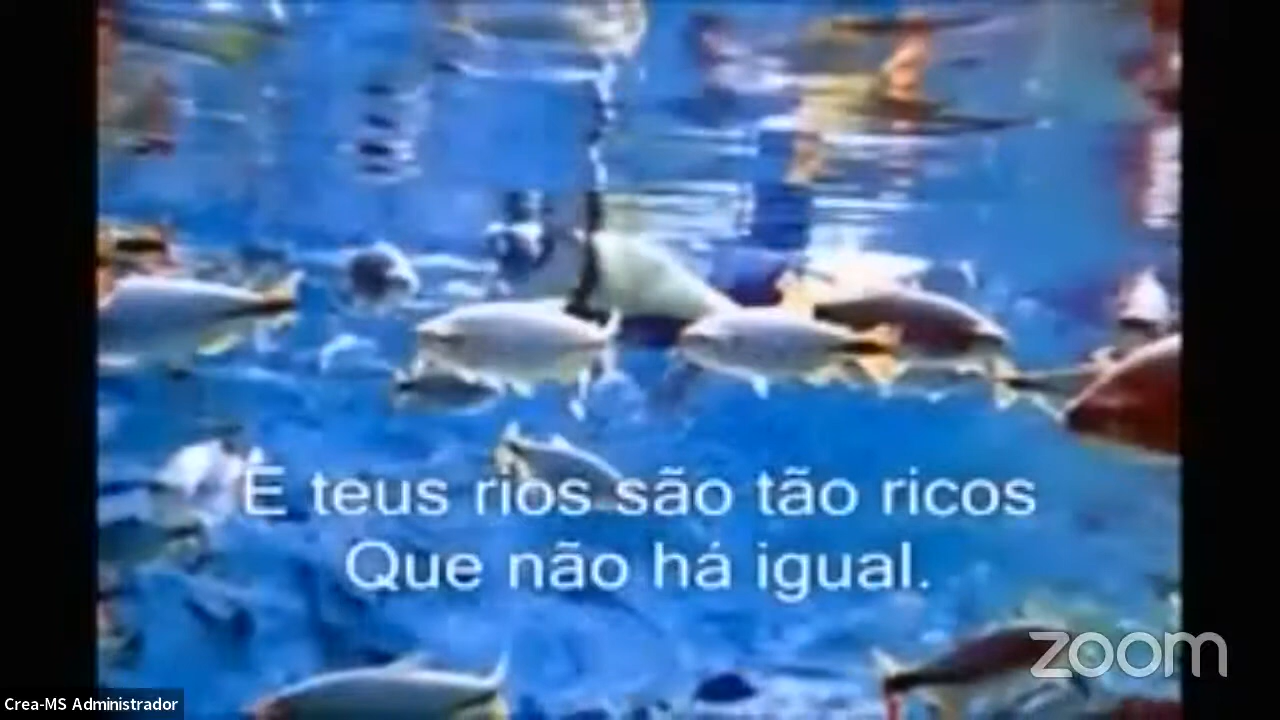 E teus rios são tão ricos
Que não há igual.
zoom
Crea-MS Administrador